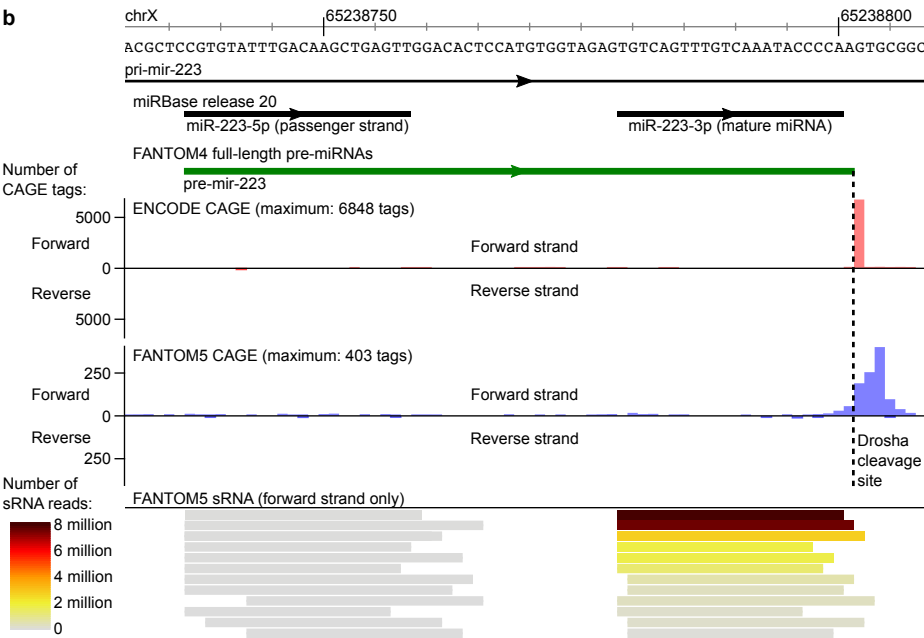 b
chrX
65238750
65238800
ACGCTCCGTGTATTTGACAAGCTGAGTTGGACACTCCATGTGGTAGAGTGTCAGTTTGTCAAATACCCCAAGTGCGGC
pri-mir-223
miRBase release 20
miR-223-5p (passenger strand)
miR-223-3p (mature miRNA)
FANTOM4 full-length pre-miRNAs
pre-mir-223
Number of
CAGE tags:
ENCODE CAGE (maximum: 6848 tags)
5000
Forward
Forward strand
0
Reverse
Reverse strand
5000
FANTOM5 CAGE (maximum: 403 tags)
250
Forward
Forward strand
0
Reverse
Reverse strand
250
Drosha
cleavage
site
Number of
sRNA reads:
FANTOM5 sRNA (forward strand only)
8 million
6 million
4 million
2 million
0